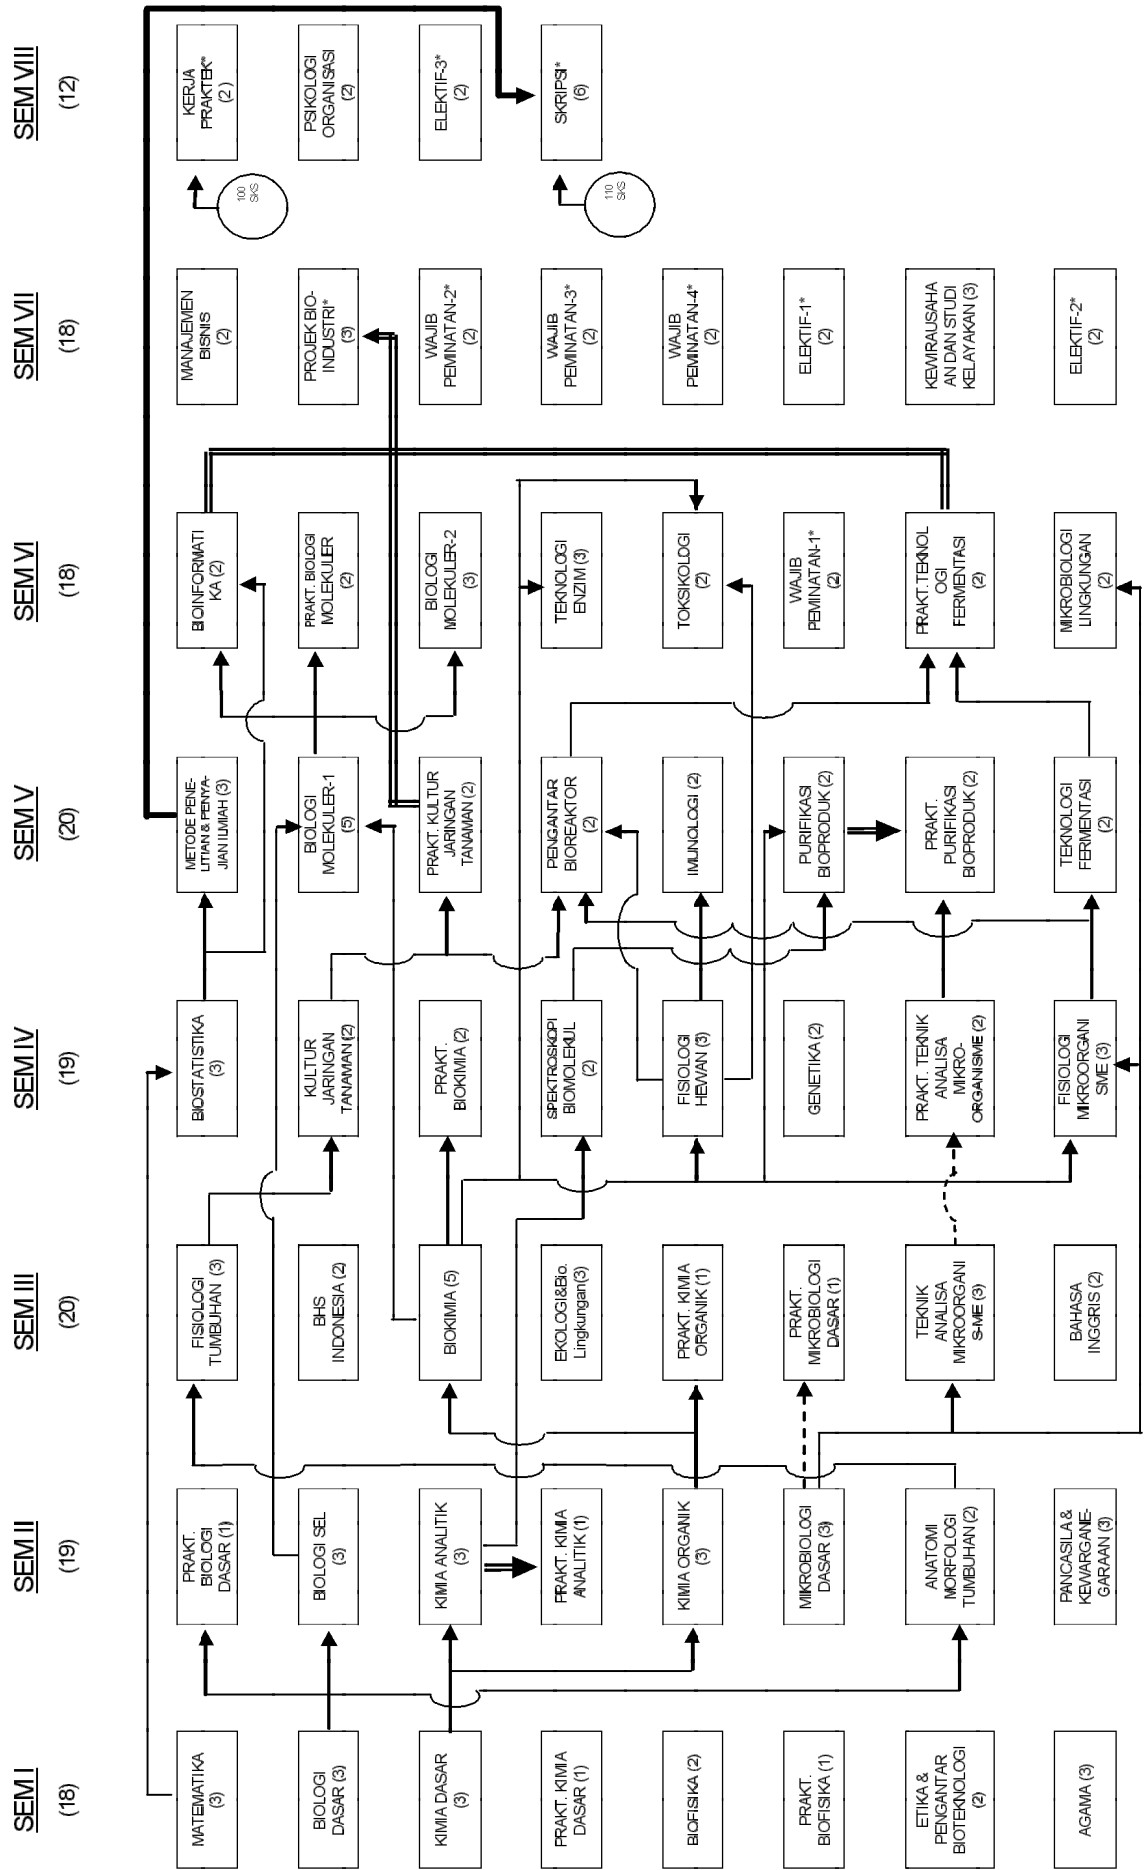 SEM I
(18)
MATEMATIKA
(3)
BIOLOGI
DASAR (3)
KIMIA DASAR
(3)
PRAKT. KIMIA
DASAR (1)
BIOFISIKA (2)
PRAKT.
BIOFISIKA (1)
ETIKA &
PENGANTAR
BIOTEKNOLOGI
(2)
AGAMA (3)
SEM II
(19)
PRAKT.
BIOLOGI
DASAR (1)
BIOLOGI SEL
(3)
KIMIA ANALITIK
(3)
PRAKT. KIMIA
ANALITIK (1)
KIMIA ORGANIK
(3)
MIKROBIOLOGI
DASAR (3)
ANATOMI
MORFOLOGI
TUMBUHAN (2)
PANCASILA &
KEWARGANE-
GARAAN (3)
SEM III
(20)
FISIOLOGI
TUMBUHAN (3)
BHS
INDONESIA (2)
BIOKIMIA (5)
EKOLOGI&Bio.
Lingkungan(3)
PRAKT. KIMIA
ORGANIK (1)
PRAKT.
MIKROBIOLOGI
DASAR (1)
TEKNIK
ANALISA
MIKROORGANI
S-ME (3)
BAHASA
INGGRIS (2)
SEM IV
(19)
BIOSTATISTIKA
(3)
KULTUR
JARINGAN
TANAMAN (2)
PRAKT.
BIOKIMIA (2)
SPEKTROSKOPI
BIOMOLEKUL
(2)
FISIOLOGI
HEWAN (3)
GENETIKA (2)
PRAKT. TEKNIK
ANALISA
MIKRO-
ORGANISME (2)
FISIOLOGI
MIKROORGANI
SME (3)
SEM V
(20)
METODE PENE-
LITIAN & PENYA-
JIAN ILMIAH (3)
BIOLOGI
MOLEKULER-1
(5)
PRAKT. KULTUR
JARINGAN
TANAMAN (2)
PENGANTAR
BIOREAKTOR
(2)
IMUNOLOGI (2)
PURIFIKASI
BIOPRODUK (2)
PRAKT.
PURIFIKASI
BIOPRODUK (2)
TEKNOLOGI
FERMENTASI
(2)
SEM VI
(18)
BIOINFORMATI
KA (2)
PRAKT. BIOLOGI
MOLEKULER
(2)
BIOLOGI
MOLEKULER-2
(3)
TEKNOLOGI
ENZIM (3)
TOKSIKOLOGI
(2)
WAJIB
PEMINATAN-1*
(2)
PRAKT. TEKNOL
OGI
FERMENTASI
(2)
MIKROBIOLOGI
LINGKUNGAN
(2)
SEM VII
(18)
MANAJEMEN
BISNIS
(2)
PROJEK BIO-
INDUSTRI*
(3)
WAJIB
PEMINATAN-2*
(2)
WAJIB
PEMINATAN-3*
(2)
WAJIB
PEMINATAN-4*
(2)
ELEKTIF-1*
(2)
KEWIRAUSAHA
AN DAN STUDI
KELAYAKAN (3)
ELEKTIF-2*
(2)
SEM VIII
(12)
KERJA
PRAKTEK*
(2 )
PSIKOLOGI
ORGANISASI
(2)
ELEKTIF-3*
(2)
SKRIPSI*
(6)
100
SKS
110
SKS